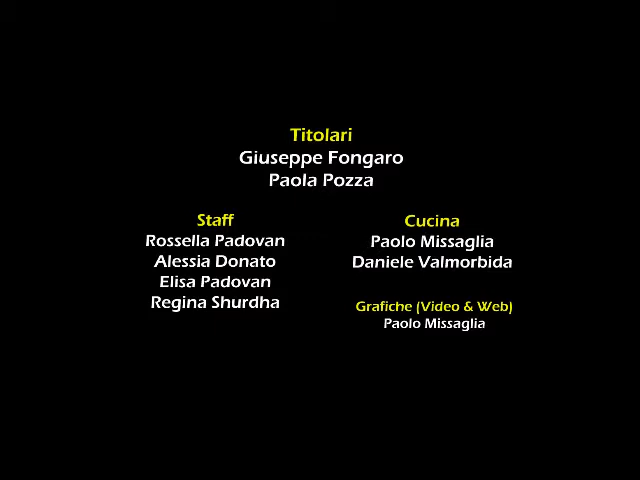 Titolari
Giuseppe Fongaro
Paola Pozza
Staff
Rossella Padovan
Alessia Donato
Elisa Padovan
Regina Shurdha
Cucina
Paolo Missaglia
Daniele Valmorbida
Grafiche (Video & Web)
Paolo Missaglia